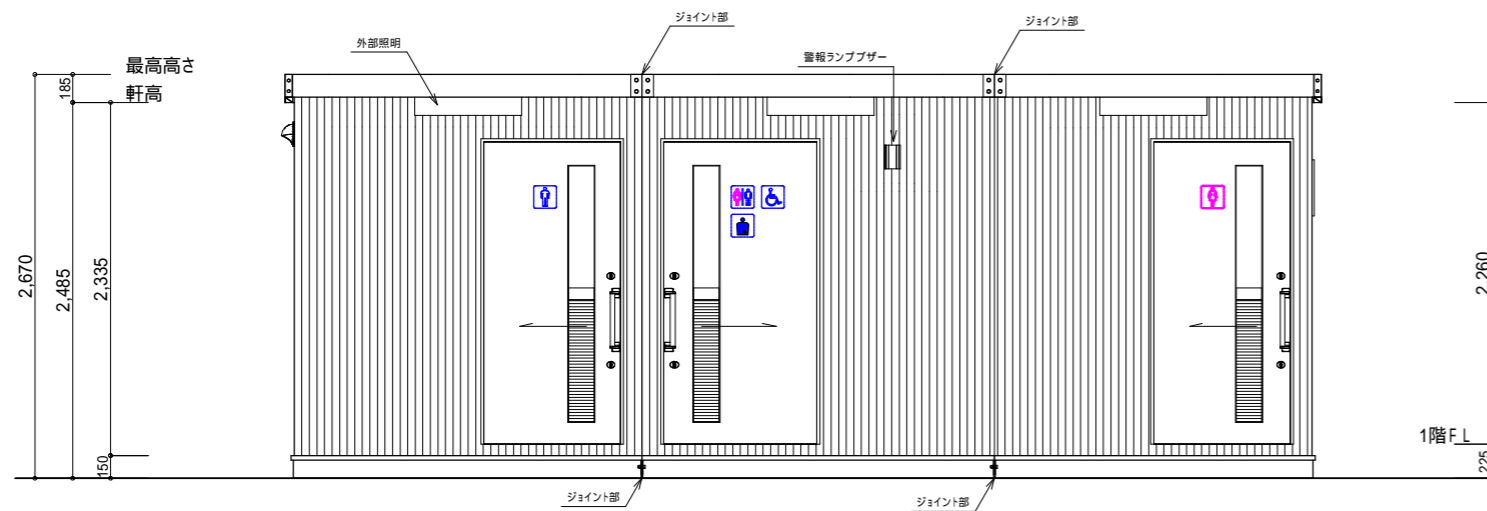 ジョイント部
ジョイント部
外部照明
警報ランプブザー
最高高さ
185
軒高
2,670
2,485
2,335
2,260
1階FL
150
225
ジョイント部
ジョイント部